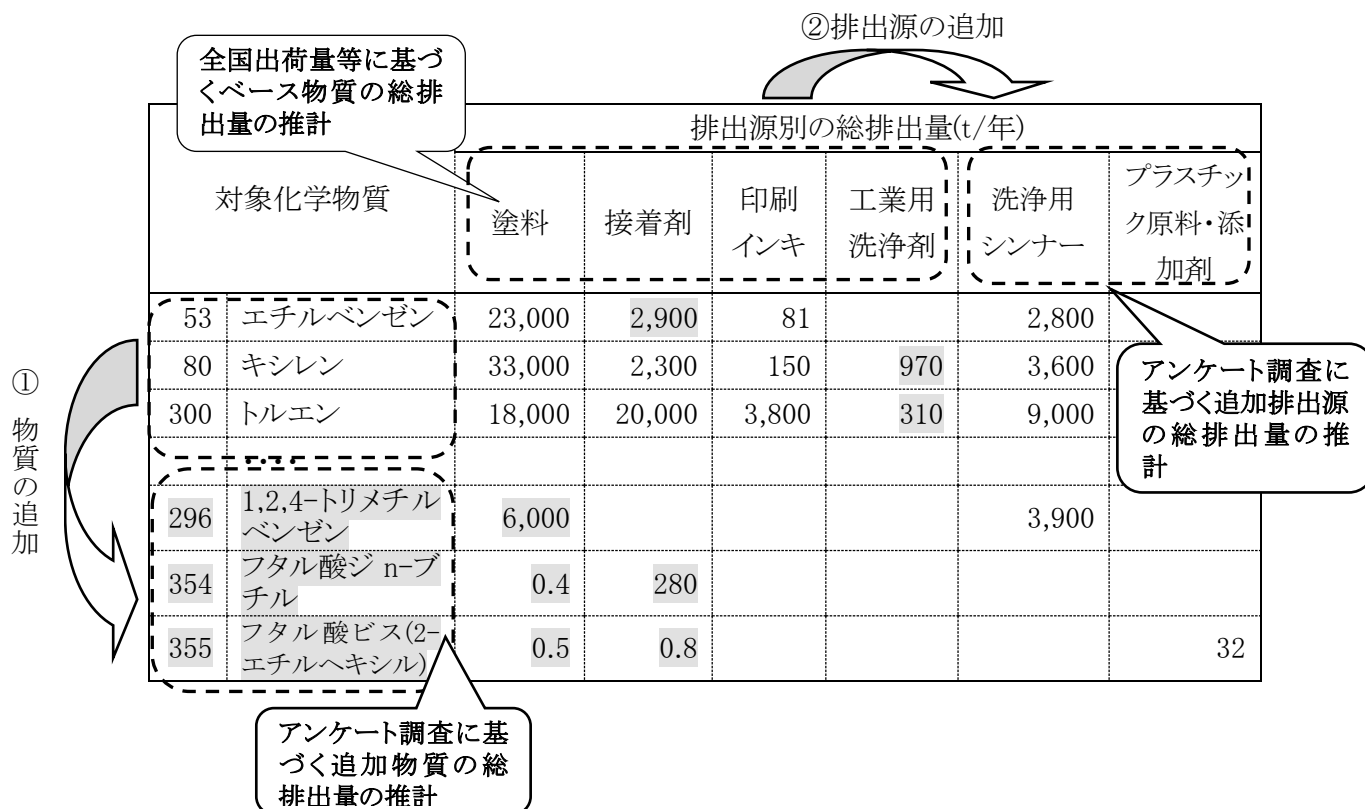 ②排出源の追加
全国出荷量等に基づ
くベース物質の総排
出量の推計
排出源別の総排出量(t/年)
対象化学物質
塗料
接着剤
印刷
インキ
工業用
洗浄剤
洗浄用
シンナー
プラスチッ
ク原料・添
加剤
53 エチルベンゼン 23,000 2,900 81 2,800
80 キシレン 33,000 2,300 150 970 3,600
300 トルエン 18,000 20,000 3,800 310 9,000
‥‥
296 1,2,4-トリメチル
ベンゼン 6,000 3,900
354 フタル酸ジ n-ブ
チル 0.4 280
355 フタル酸ビス(2-
エチルヘキシル) 0.5 0.8 32
① 物質の追加
アンケート調査に
基づく追加排出源
の総排出量の推
計
アンケート調査に基
づく追加物質の総
排出量の推計